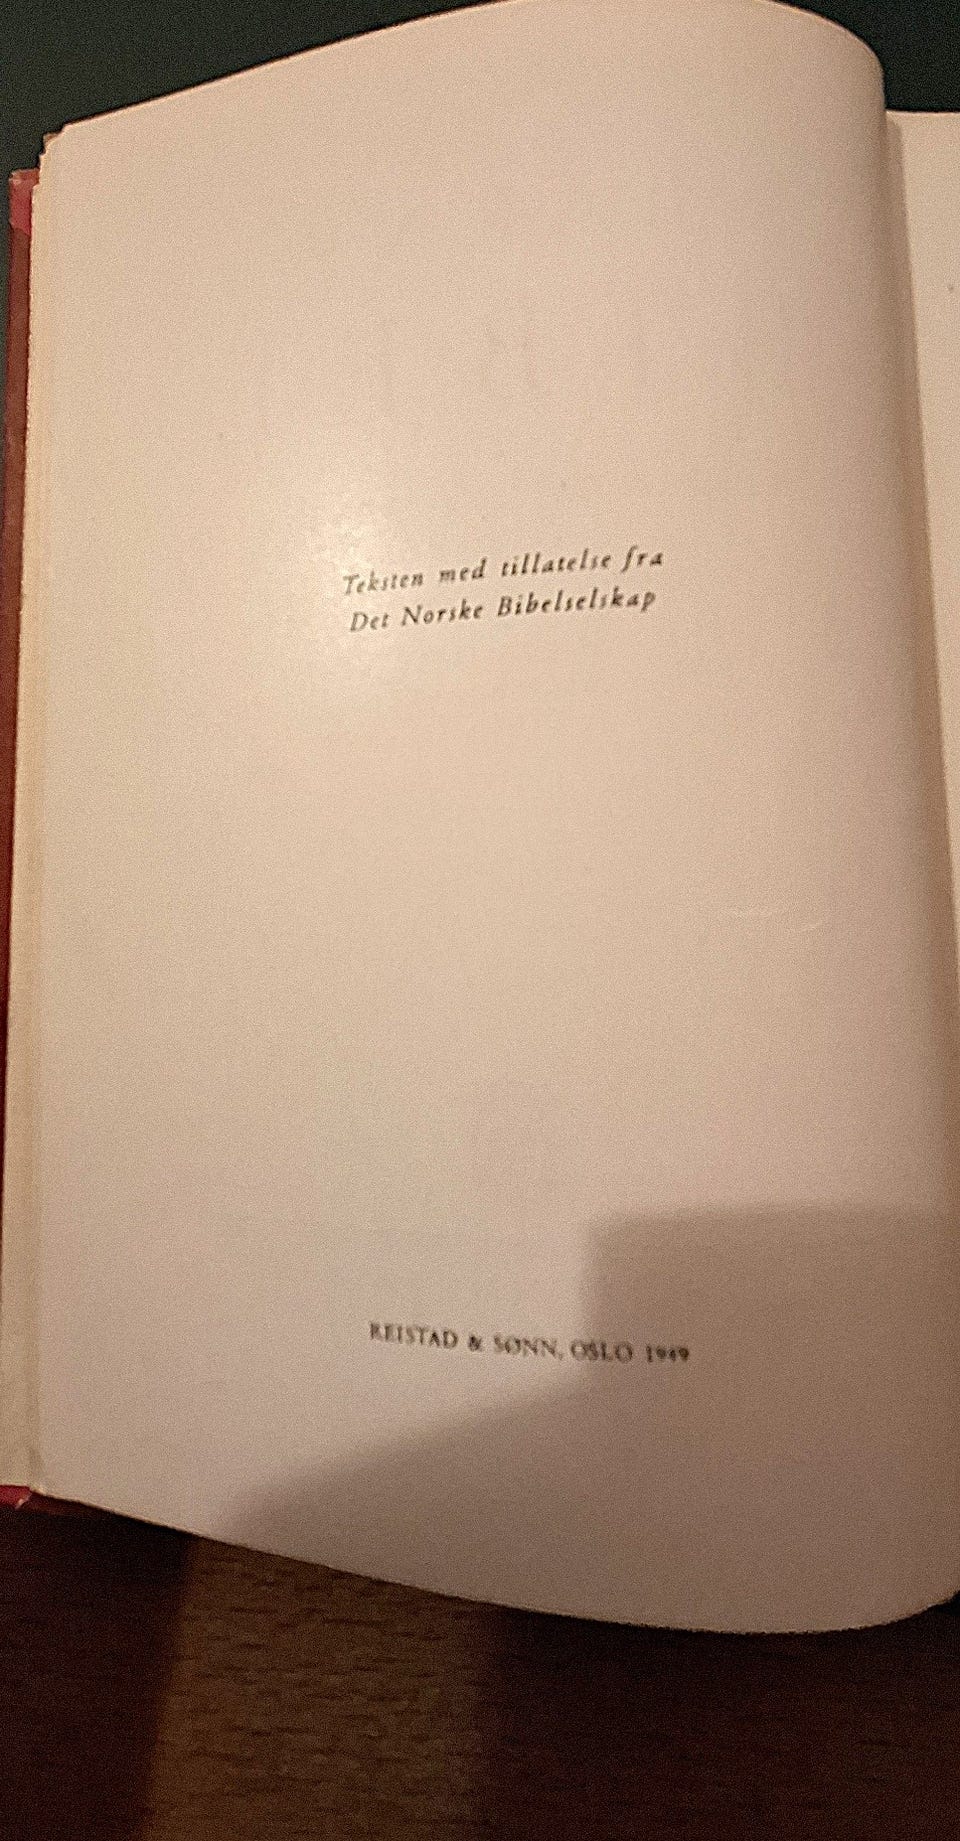 Teksten med tillatelse fra
Det Norske Bibelselskap
REISTAD & SØNN, OSLO 1949